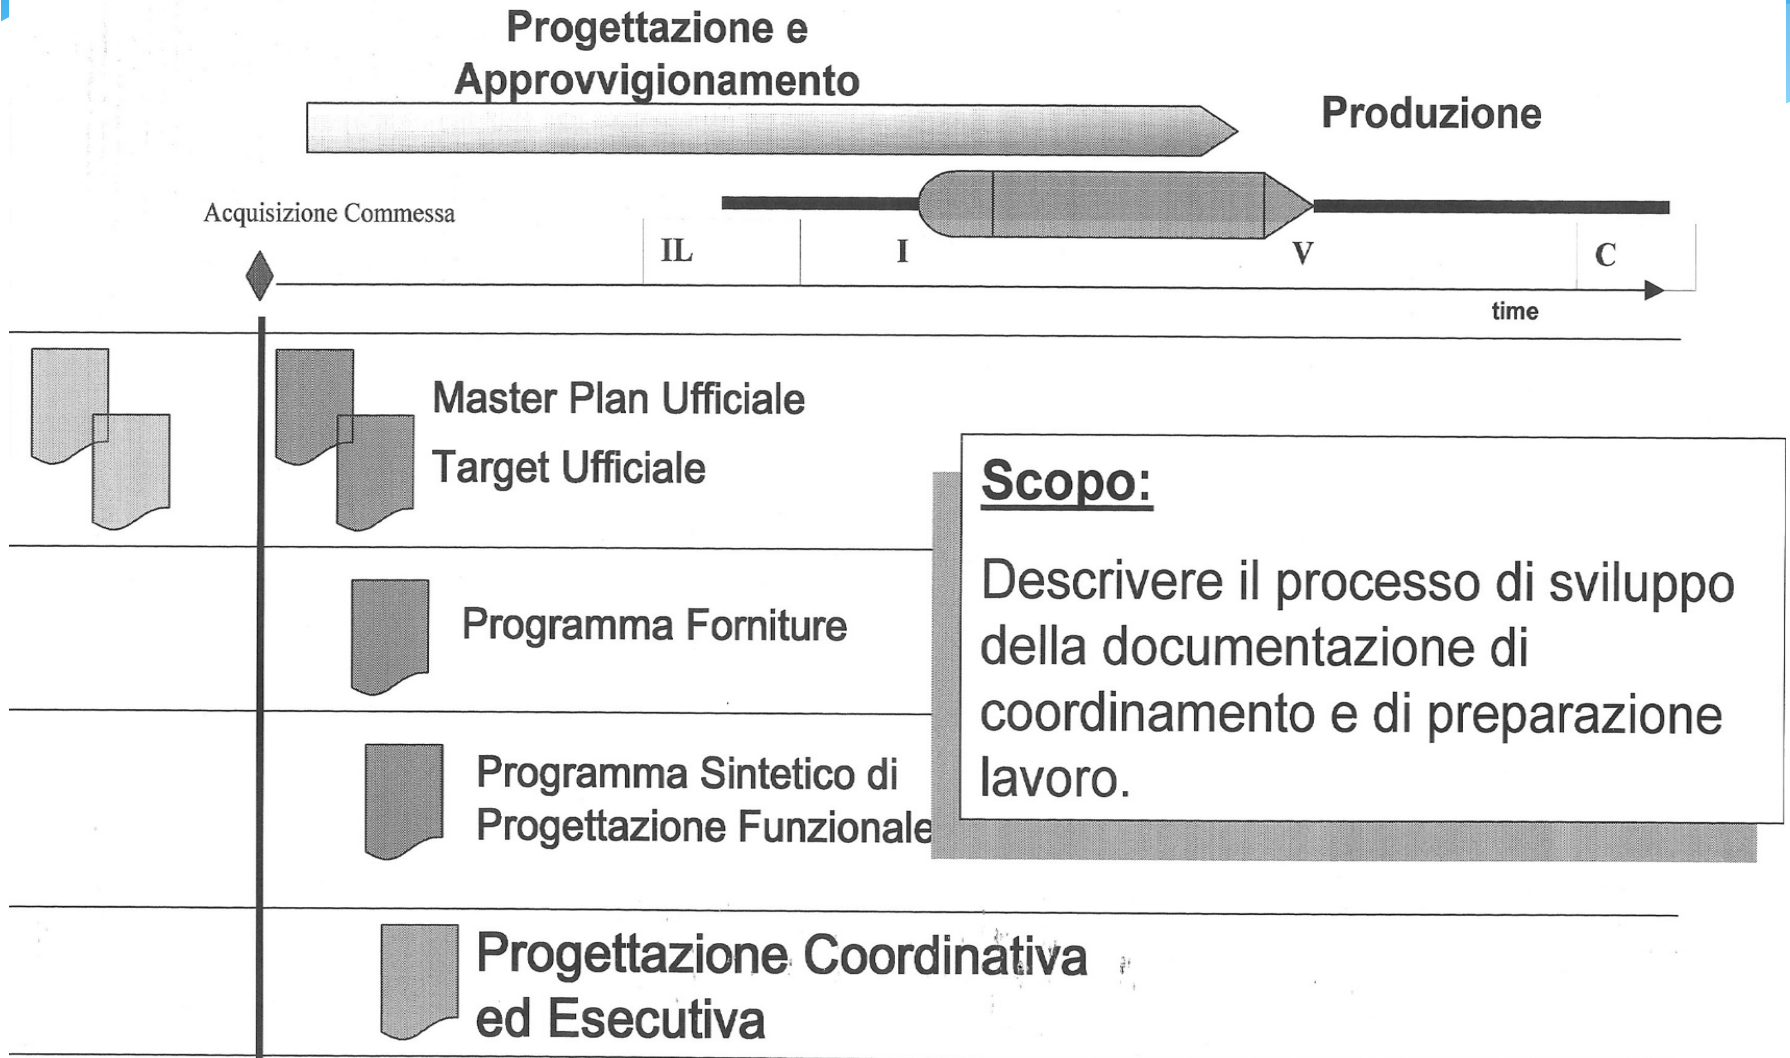 Progettazione e
Approvvigionamento
Produzione
Acquisizione Commessa
IL
I
V
C
time
Master Plan Ufficiale
Target Ufficiale
Scopo:
Descrivere il processo di sviluppo
della documentazione di
coordinamento e di preparazione
lavoro.
Programma Forniture
Programma Sintetico di
Progettazione Funzionale
Progettazione Coordinativa
ed Esecutiva